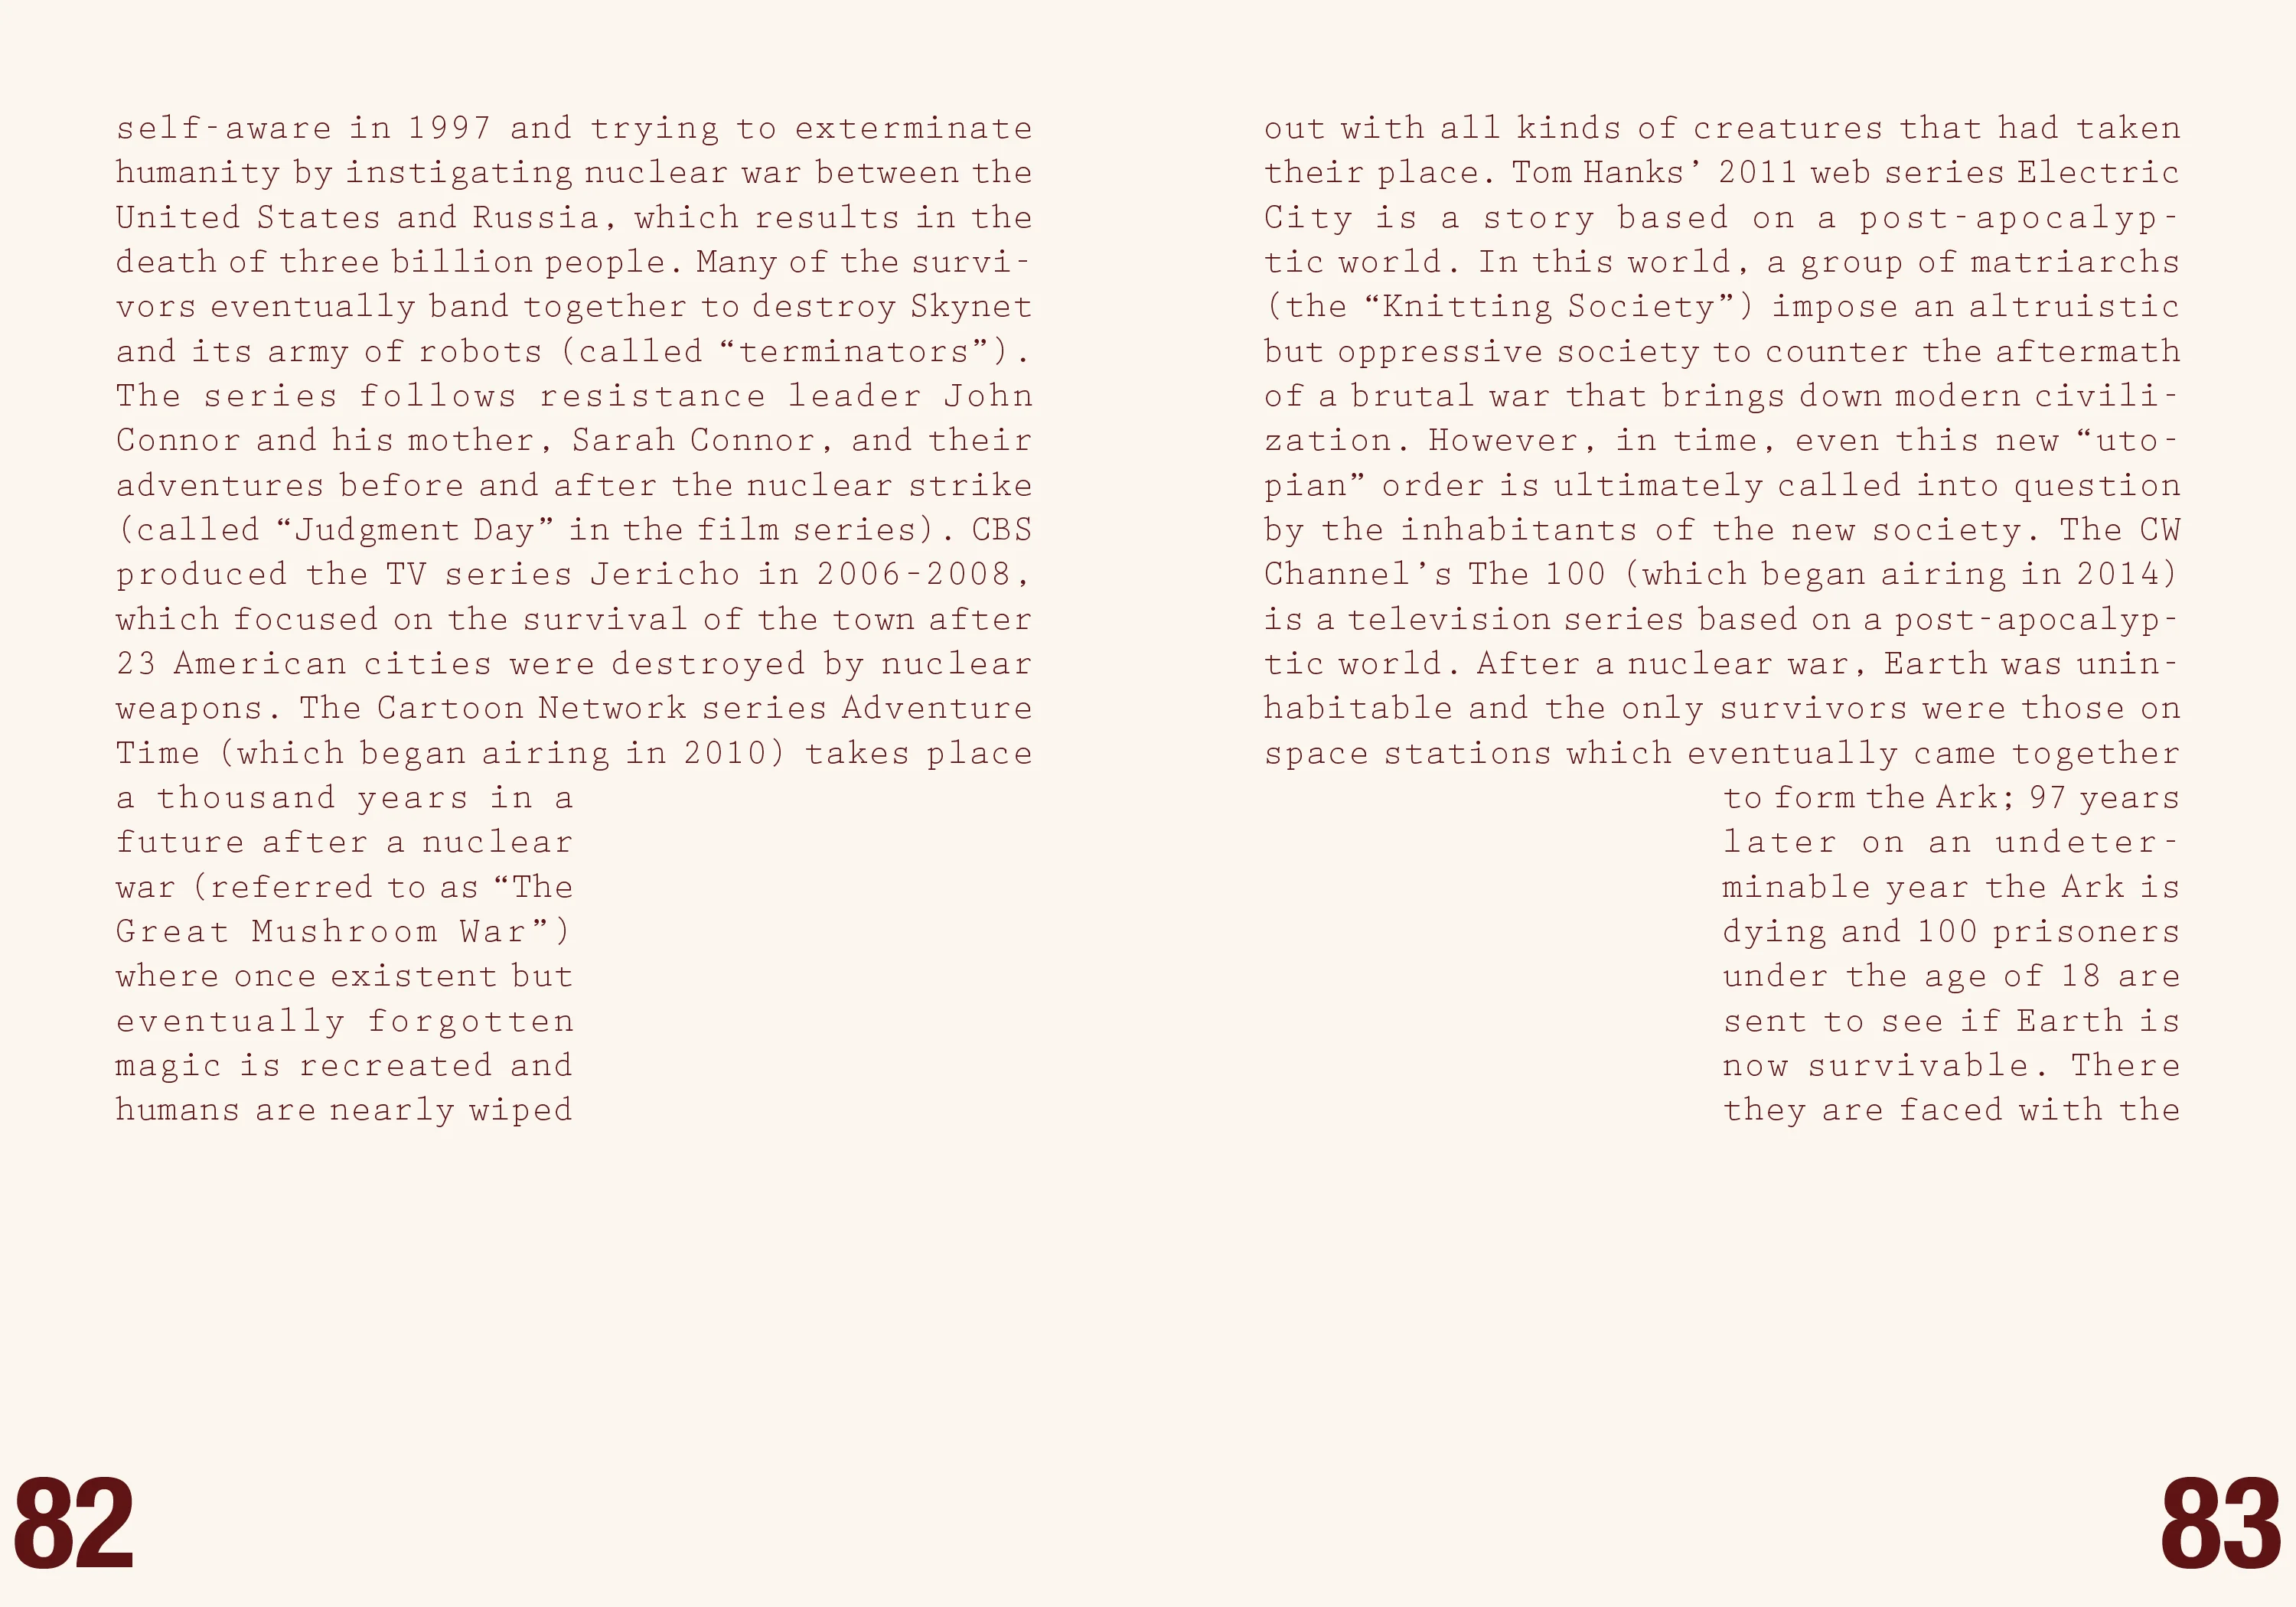 self-aware in 1997 and trying to exterminate
humanity by instigating nuclear war between the
United States and Russia, which results in the
death of three billion people. Many of the survi-
vors eventually band together to destroy Skynet
and its army of robots (called “terminators”).
The series follows resistance leader John
Connor and his mother, Sarah Connor, and their
adventures before and after the nuclear strike
(called “Judgment Day” in the film series). CBS
produced the TV series Jericho in 2006-2008,
which focused on the survival of the town after
23 American cities were destroyed by nuclear
weapons. The Cartoon Network series Adventure
Time (which began airing in 2010) takes place
a thousand years in a
future after a nuclear
war (referred to as “The
Great Mushroom War”)
where once existent but
eventually forgotten
magic is recreated and
humans are nearly wiped
82
out with all kinds of creatures that had taken
their place. Tom Hanks’ 2011 web series Electric
City is a story based on a post-apocalyp-
tic world. In this world, a group of matriarchs
(the “Knitting Society”) impose an altruistic
but oppressive society to counter the aftermath
of a brutal war that brings down modern civili-
zation. However, in time, even this new “uto-
pian” order is ultimately called into question
by the inhabitants of the new society. The CW
Channel’s The 100 (which began airing in 2014)
is a television series based on a post-apocalyp-
tic world. After a nuclear war, Earth was unin-
habitable and the only survivors were those on
space stations which eventually came together
to form the Ark; 97 years
later on an undeter-
minable year the Ark is
dying and 100 prisoners
under the age of 18 are
sent to see if Earth is
now survivable. There
they are faced with the
83